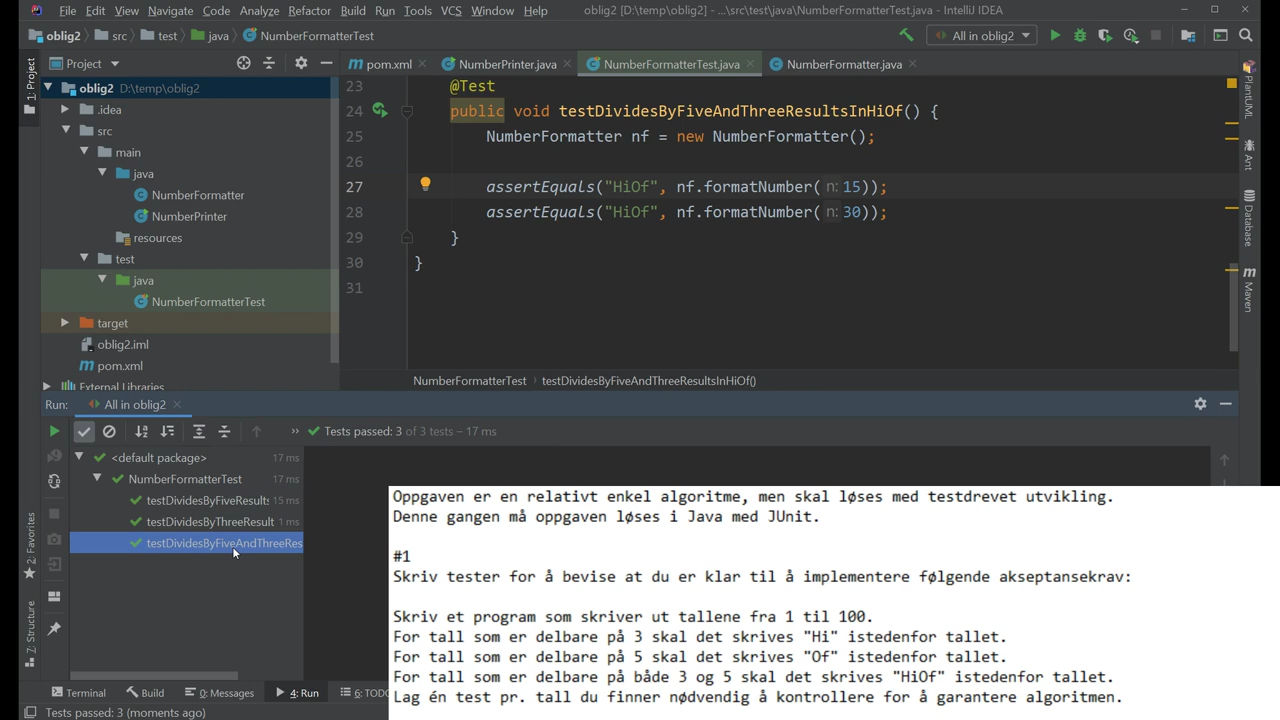 File Edit View Navigate Code Analyze Refactor Build Run Tools VCS Window Help oblig2 [D:\temp\oblig2] - ...\src\test\java\NumberFormatterTest.java - IntelliJ IDEA
oblig2 src test java NumberFormatterTest All in oblig2
1: Project
Project
pom.xml NumberPrinter.java NumberFormatterTest.java NumberFormatter.java
oblig2 D:\temp\oblig2
.idea
src
main
java
NumberFormatter
NumberPrinter
resources
test
java
NumberFormatterTest
target
oblig2.iml
pom.xml
External Libraries
23 @Test
24 public void testDividesByFiveAndThreeResultsInHiOf() {
25 NumberFormatter nf = new NumberFormatter();
26
27 assertEquals("HiOf", nf.formatNumber( n: 15));
28 assertEquals("HiOf", nf.formatNumber( n: 30));
29 }
30 }
31
NumberFormatterTest › testDividesByFiveAndThreeResultsInHiOf()
PlantUML
Ant
Database
Maven
Run: All in oblig2
» Tests passed: 3 of 3 tests – 17 ms
<default package> 17 ms
NumberFormatterTest 17 ms
testDividesByFiveResults 15 ms
testDividesByThreeResult 1 ms
testDividesByFiveAndThreeRes
2: Favorites
7: Structure
Oppgaven er en relativt enkel algoritme, men skal løses med testdrevet utvikling.
Denne gangen må oppgaven løses i Java med JUnit.
#1
Skriv tester for å bevise at du er klar til å implementere følgende akseptansekrav:
Skriv et program som skriver ut tallene fra 1 til 100.
For tall som er delbare på 3 skal det skrives "Hi" istedenfor tallet.
For tall som er delbare på 5 skal det skrives "Of" istedenfor tallet.
For tall som er delbare på både 3 og 5 skal det skrives "HiOf" istedenfor tallet.
Lag én test pr. tall du finner nødvendig å kontrollere for å garantere algoritmen.
Terminal Build 0: Messages 4: Run 6: TODO
Tests passed: 3 (moments ago)